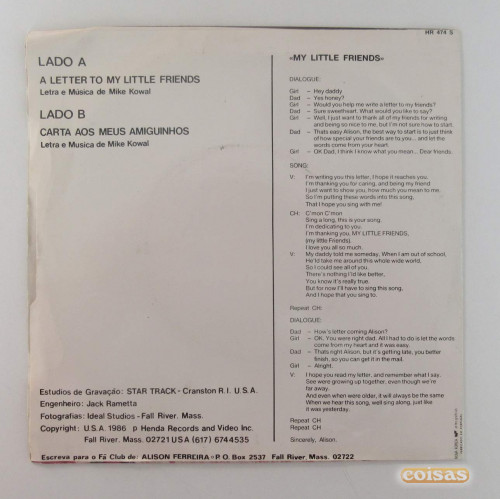 HR 474 S
LADO A
A LETTER TO MY LITTLE FRIENDS
Letra e Música de Mike Kowal
LADO B
CARTA AOS MEUS AMIGUINHOS
Letra e Musica de Mike Kowal
Estudios de Gravação: STAR TRACK - Cranston R.I. U.S.A.
Engenheiro: Jack Rametta
Fotografias: Ideal Studios - Fall River. Mass.
Copyright: U.S.A. 1986 p Henda Records and Video Inc.
Fall River, Mass. 02721 USA (617) 6744535
Escreva para o Fã Club de: ALISON FERREIRA - P.O. Box 2537 Fall River, Mass. 02722
«MY LITTLE FRIENDS»
DIALOGUE:
Girl – Hey daddy
Dad – Yes honey?
Girl – Would you help me write a letter to my friends?
Dad – Sure sweetheart. What would you like to say?
Girl – Well, I just want to thank all of my friends for writing
and being so nice to me, but I'm not sure how to start.
Dad – Thats easy Alison, the best way to start is to just think
of how special your friends are to you... and let the
words come from your heart.
Girl – OK Dad, I think I know what you mean... Dear friends.
SONG:
V: I'm writing you this letter, I hope it reaches you.
I'm thanking you for caring, and being my friend
I just want to show you, how much you mean to me.
So I'm putting these words into this song,
That I hope you sing with me!
CH: C'mon C'mon
Sing a long, this is your song.
I'm dedicating to you.
I'm thanking you, MY LITTLE FRIENDS,
(my little Friends)
I love you all so much.
V: My daddy told me someday, When I am out of school,
He'd take me around this whole wide world.
So I could see all of you.
There's nothing I'd like better,
You know it's really true.
But for now I'll have to sing this song,
And I hope that you sing to.
Repeat CH:
DIALOGUE:
Dad – How's letter coming Alison?
Girl – OK. You were right dad. All I had to do is let the words
come from my heart and it was easy.
Dad – Thats right Alison, but it's getting late, you better
finish, so you can get it in the mail.
Girl – Alright.
V: I hope you read my letter, and remember what I say.
See were growing up together, even though we're
far away.
And even when were older, it will always be the same
When we hear this song, well sing along, just like
it was yesterday.
Repeat CH
Repeat CH
Sincerely, Alison.
coisas